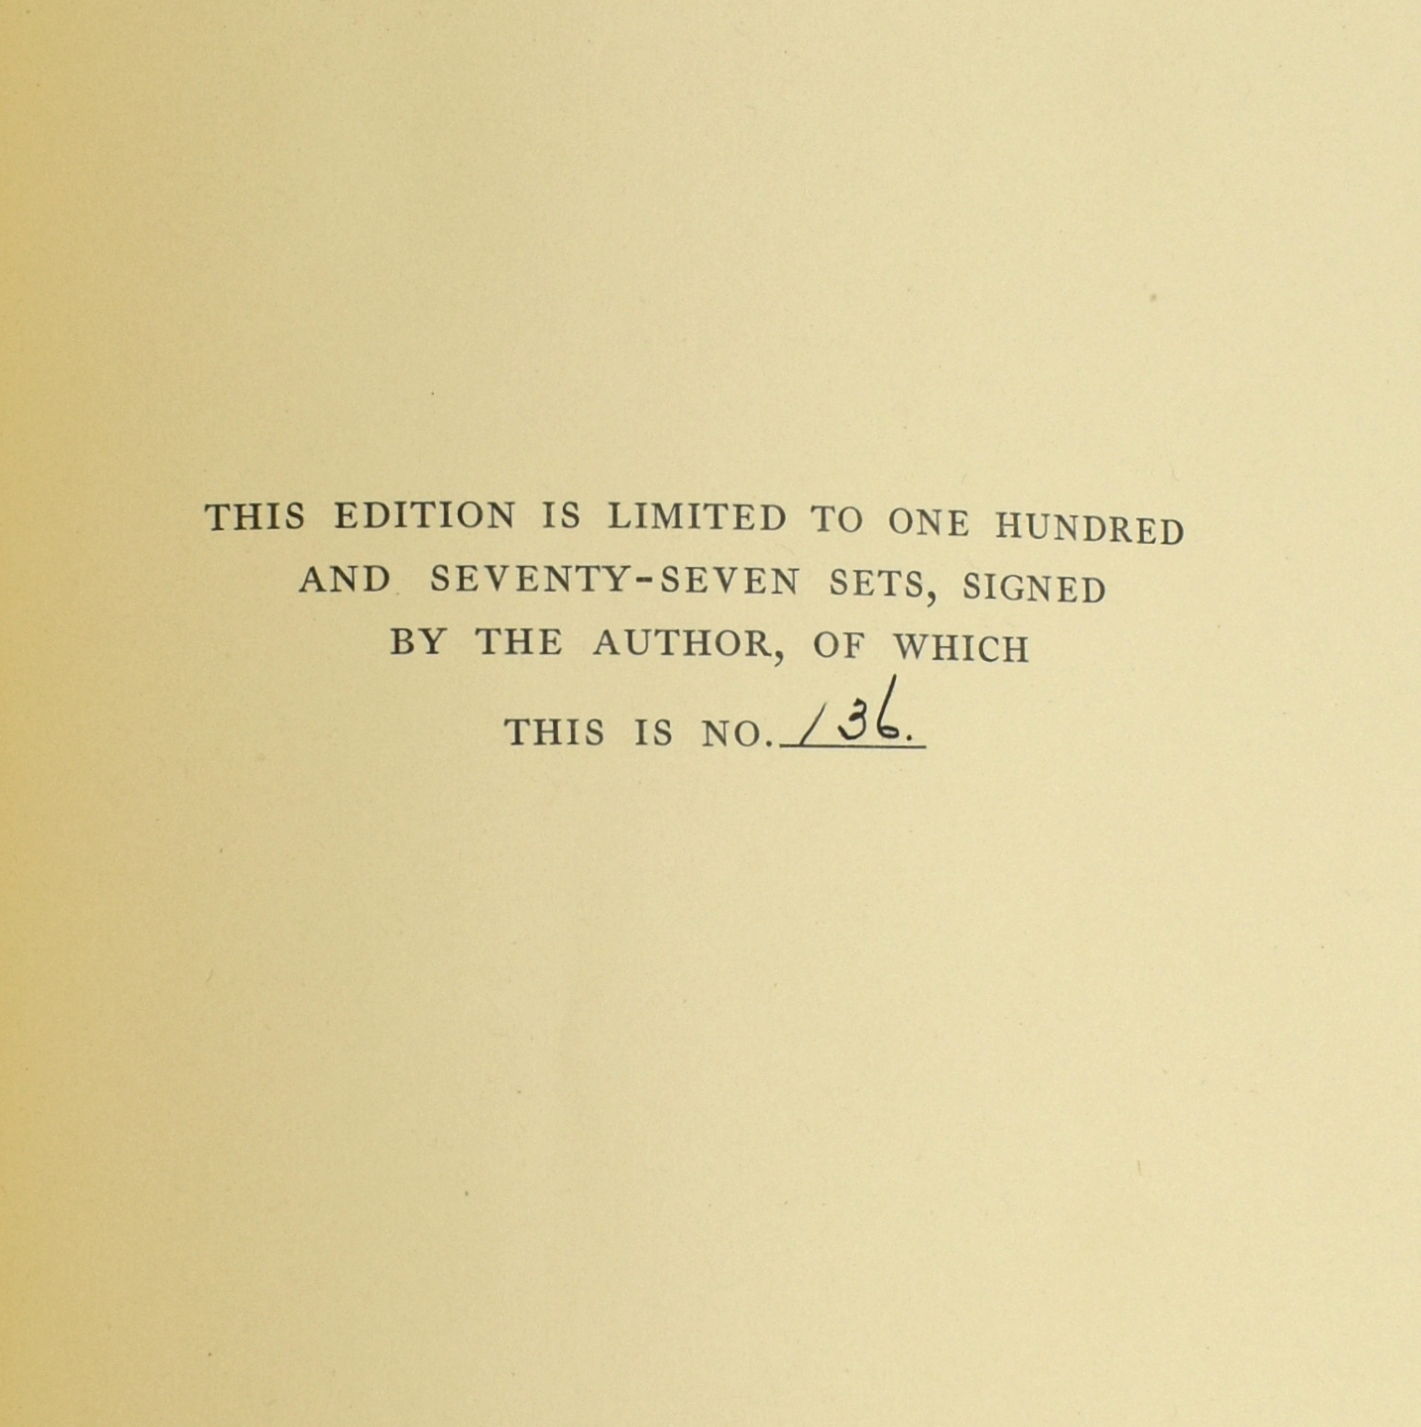 THIS EDITION IS LIMITED TO ONE HUNDRED
AND SEVENTY-SEVEN SETS, SIGNED
BY THE AUTHOR, OF WHICH
THIS IS NO. 136.